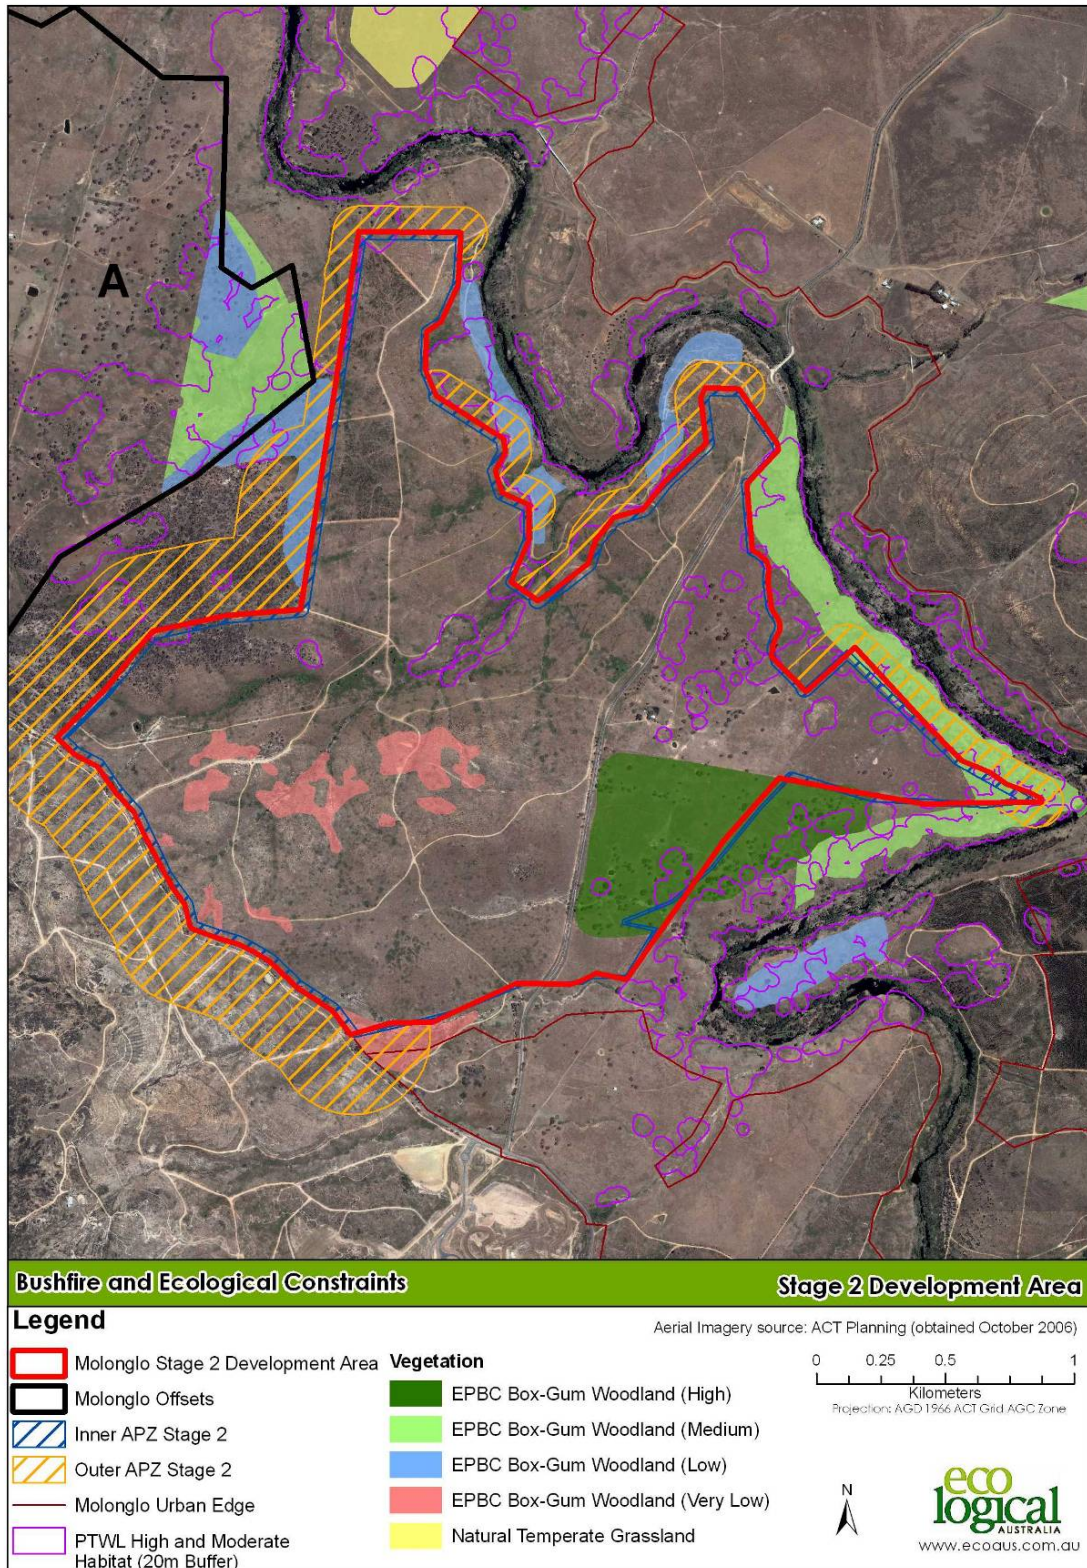 A
Bushfire and Ecological Constraints
Stage 2 Development Area
Legend
Molonglo Stage 2 Development Area
Molonglo Offsets
Inner APZ Stage 2
Outer APZ Stage 2
Molonglo Urban Edge
PTWL High and Moderate
Habitat (20m Buffer)
Vegetation
EPBC Box-Gum Woodland (High)
EPBC Box-Gum Woodland (Medium)
EPBC Box-Gum Woodland (Low)
EPBC Box-Gum Woodland (Very Low)
Natural Temperate Grassland
Aerial Imagery source: ACT Planning (obtained October 2006)
0 0.25 0.5 1
Kilometers
Projection: AGD 1966 ACT Grid AGC Zone
N
eco
logical
AUSTRALIA
www.ecoaus.com.au